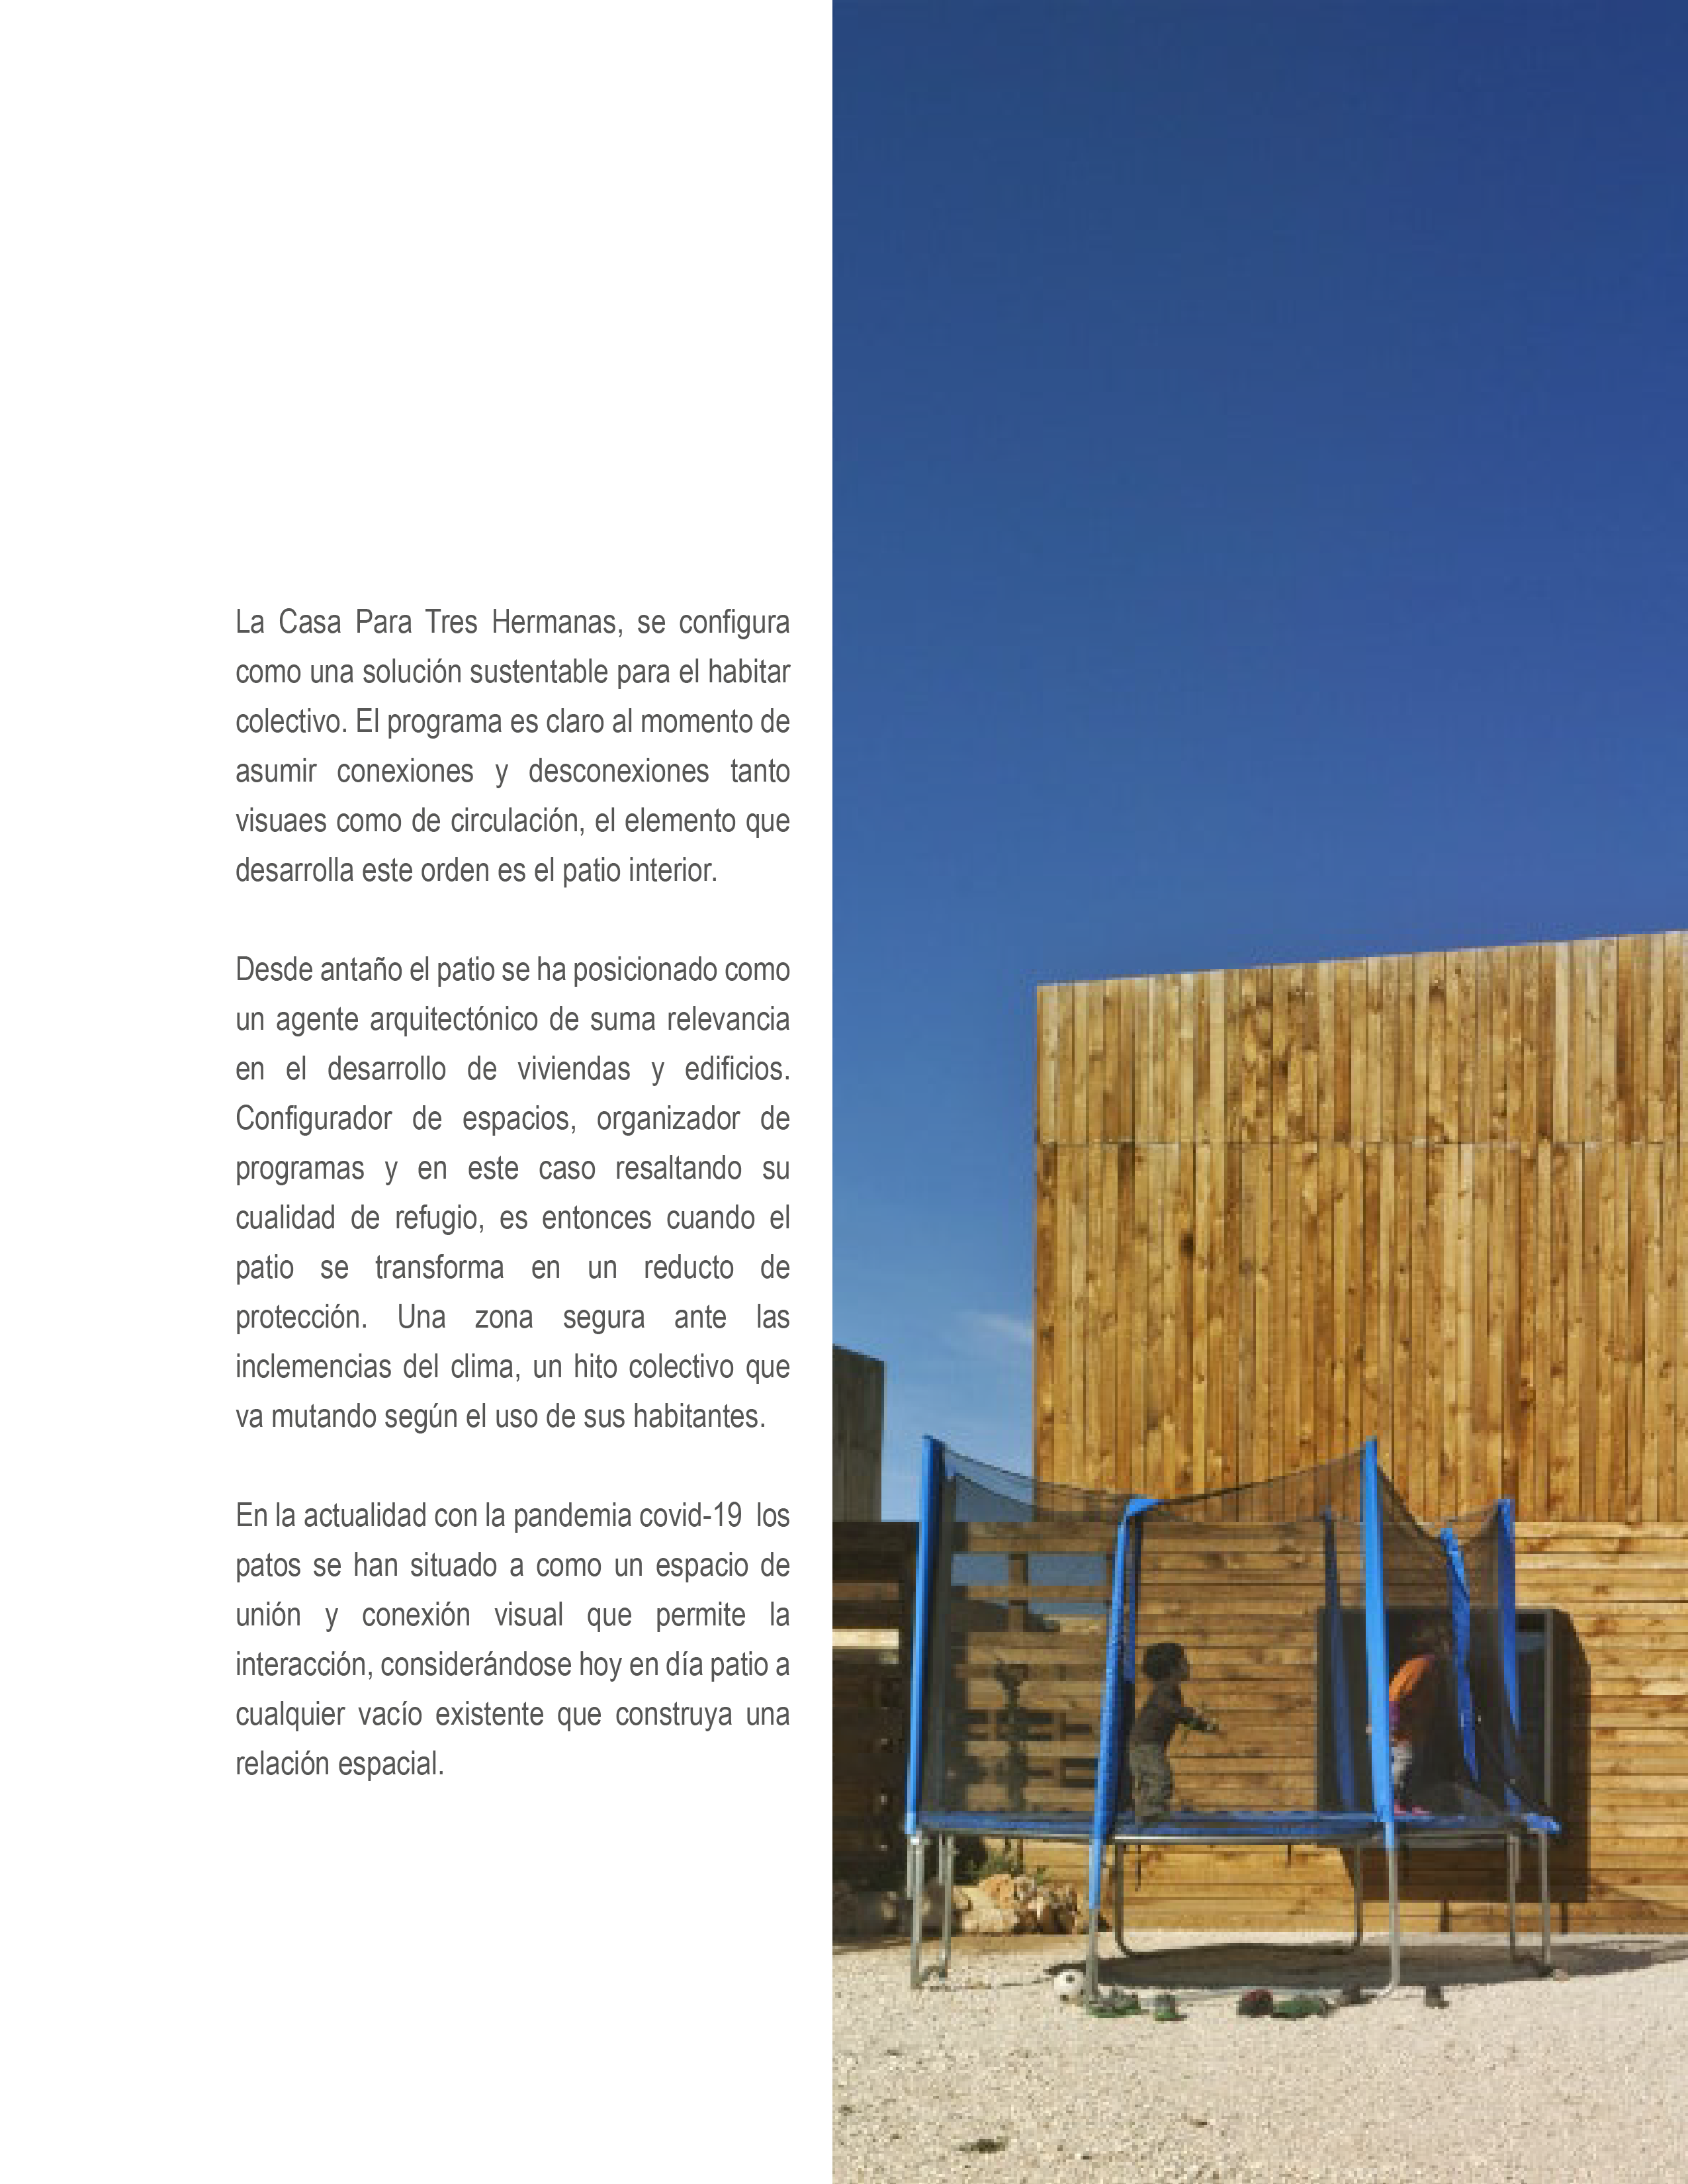 La Casa Para Tres Hermanas, se configura
como una solución sustentable para el habitar
colectivo. El programa es claro al momento de
asumir conexiones y desconexiones tanto
visuaes como de circulación, el elemento que
desarrolla este orden es el patio interior.
Desde antaño el patio se ha posicionado como
un agente arquitectónico de suma relevancia
en el desarrollo de viviendas y edificios.
Configurador de espacios, organizador de
programas y en este caso resaltando su
cualidad de refugio, es entonces cuando el
patio se transforma en un reducto de
protección. Una zona segura ante las
inclemencias del clima, un hito colectivo que
va mutando según el uso de sus habitantes.
En la actualidad con la pandemia covid-19 los
patos se han situado a como un espacio de
unión y conexión visual que permite la
interacción, considerándose hoy en día patio a
cualquier vacío existente que construya una
relación espacial.